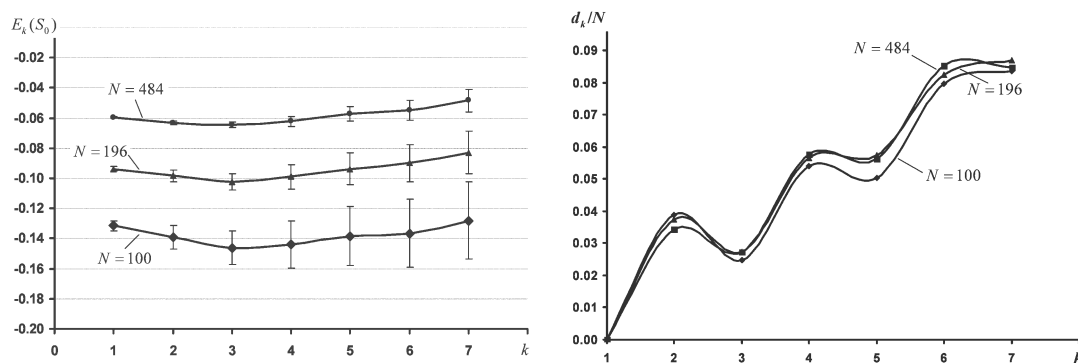 E_k(S_0)
-0.02
-0.04
-0.06
-0.08
-0.10
-0.12
-0.14
-0.16
-0.18
-0.20
N = 484
N = 196
N = 100
0 1 2 3 4 5 6 7 k
d_k/N
0.09
0.08
0.07
0.06
0.05
0.04
0.03
0.02
0.01
0.00
N = 484
N = 196
N = 100
1 2 3 4 5 6 7